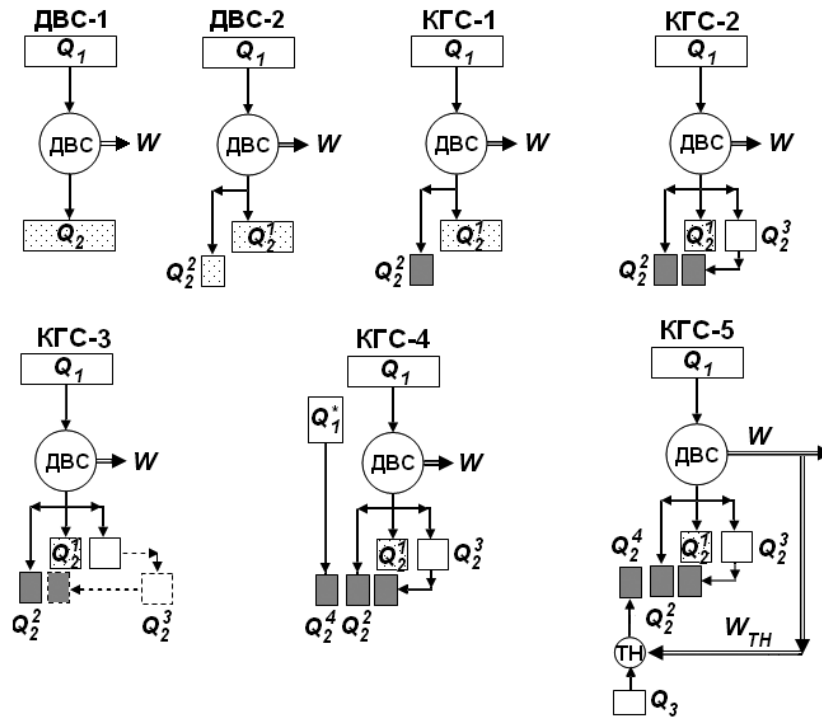 ДВС-1
Q₁
ДВС
W
Q₂
ДВС-2
Q₁
ДВС
W
Q₂¹
Q₂²
КГС-1
Q₁
ДВС
W
Q₂¹
Q₂²
КГС-2
Q₁
ДВС
W
Q₂¹
Q₂³
Q₂²
КГС-3
Q₁
ДВС
W
Q₂¹
Q₂²
Q₂³
КГС-4
Q₁
Q₁*
ДВС
W
Q₂¹
Q₂³
Q₂⁴
Q₂²
КГС-5
Q₁
W
ДВС
Q₂⁴
Q₂¹
Q₂³
Q₂²
W_TH
ТН
Q₃